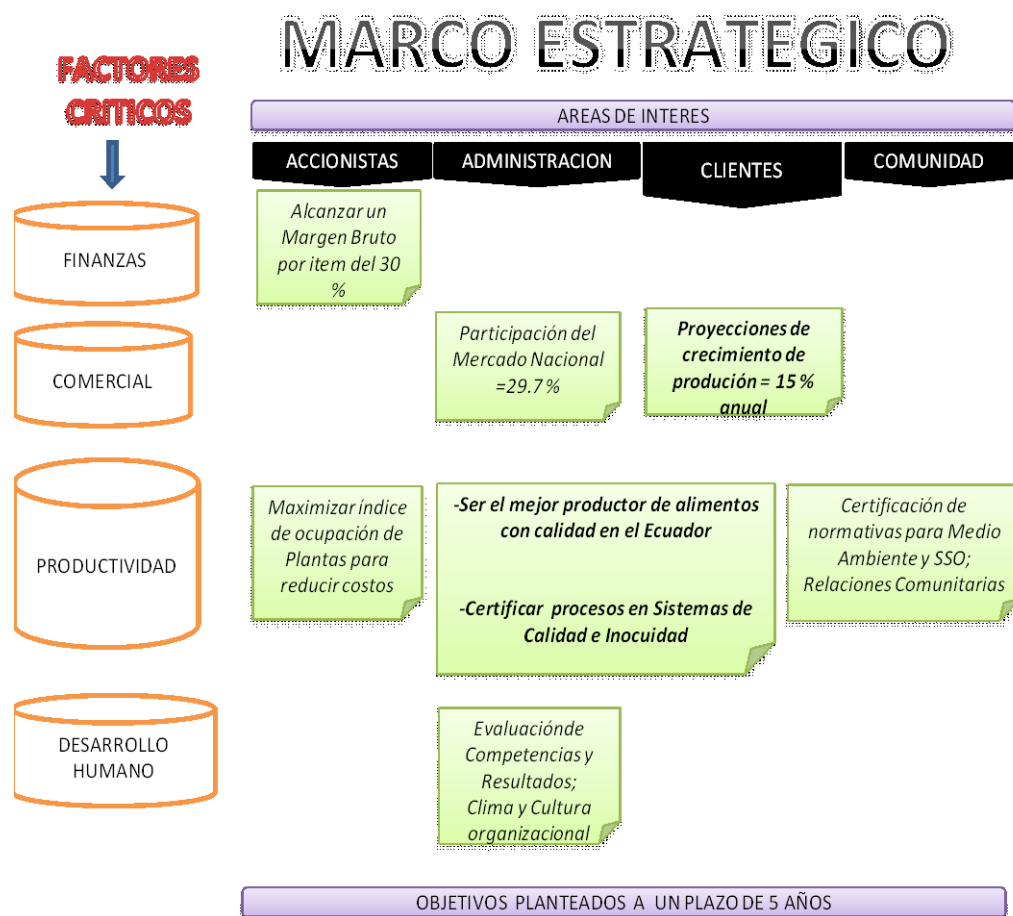 MARCO ESTRATEGICO
FACTORES
CRITICOS
AREAS DE INTERES
ACCIONISTAS
ADMINISTRACION
CLIENTES
COMUNIDAD
FINANZAS
Alcanzar un
Margen Bruto
por item del 30
%
COMERCIAL
Participación del
Mercado Nacional
=29.7 %
Proyecciones de
crecimiento de
produción = 15 %
anual
PRODUCTIVIDAD
Maximizar índice
de ocupación de
Plantas para
reducir costos
-Ser el mejor productor de alimentos
con calidad en el Ecuador
-Certificar procesos en Sistemas de
Calidad e Inocuidad
Certificación de
normativas para Medio
Ambiente y SSO;
Relaciones Comunitarias
DESARROLLO
HUMANO
Evaluaciónde
Competencias y
Resultados;
Clima y Cultura
organizacional
OBJETIVOS PLANTEADOS A UN PLAZO DE 5 AÑOS